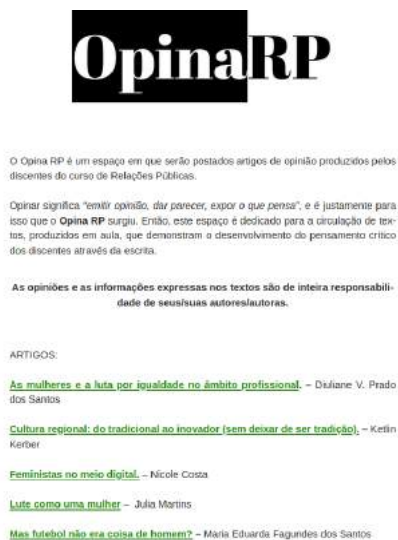 OpinaRP
O Opina RP é um espaço em que serão postados artigos de opinião produzidos pelos
discentes do curso de Relações Públicas.
Opinar significa "emitir opinião, dar parecer, expor o que pensa", e é justamente para
isso que o Opina RP surgiu. Então, este espaço é dedicado para a circulação de tex-
tos, produzidos em aula, que demonstram o desenvolvimento do pensamento crítico
dos discentes através da escrita.
As opiniões e as informações expressas nos textos são de inteira responsabili-
dade de seus/suas autores/autoras.
ARTIGOS:
As mulheres e a luta por igualdade no âmbito profissional. – Diuliane V. Prado
dos Santos
Cultura regional: do tradicional ao inovador (sem deixar de ser tradição). – Ketlin
Kerber
Feministas no meio digital. – Nicole Costa
Lute como uma mulher – Julia Martins
Mas futebol não era coisa de homem? – Maria Eduarda Fagundes dos Santos